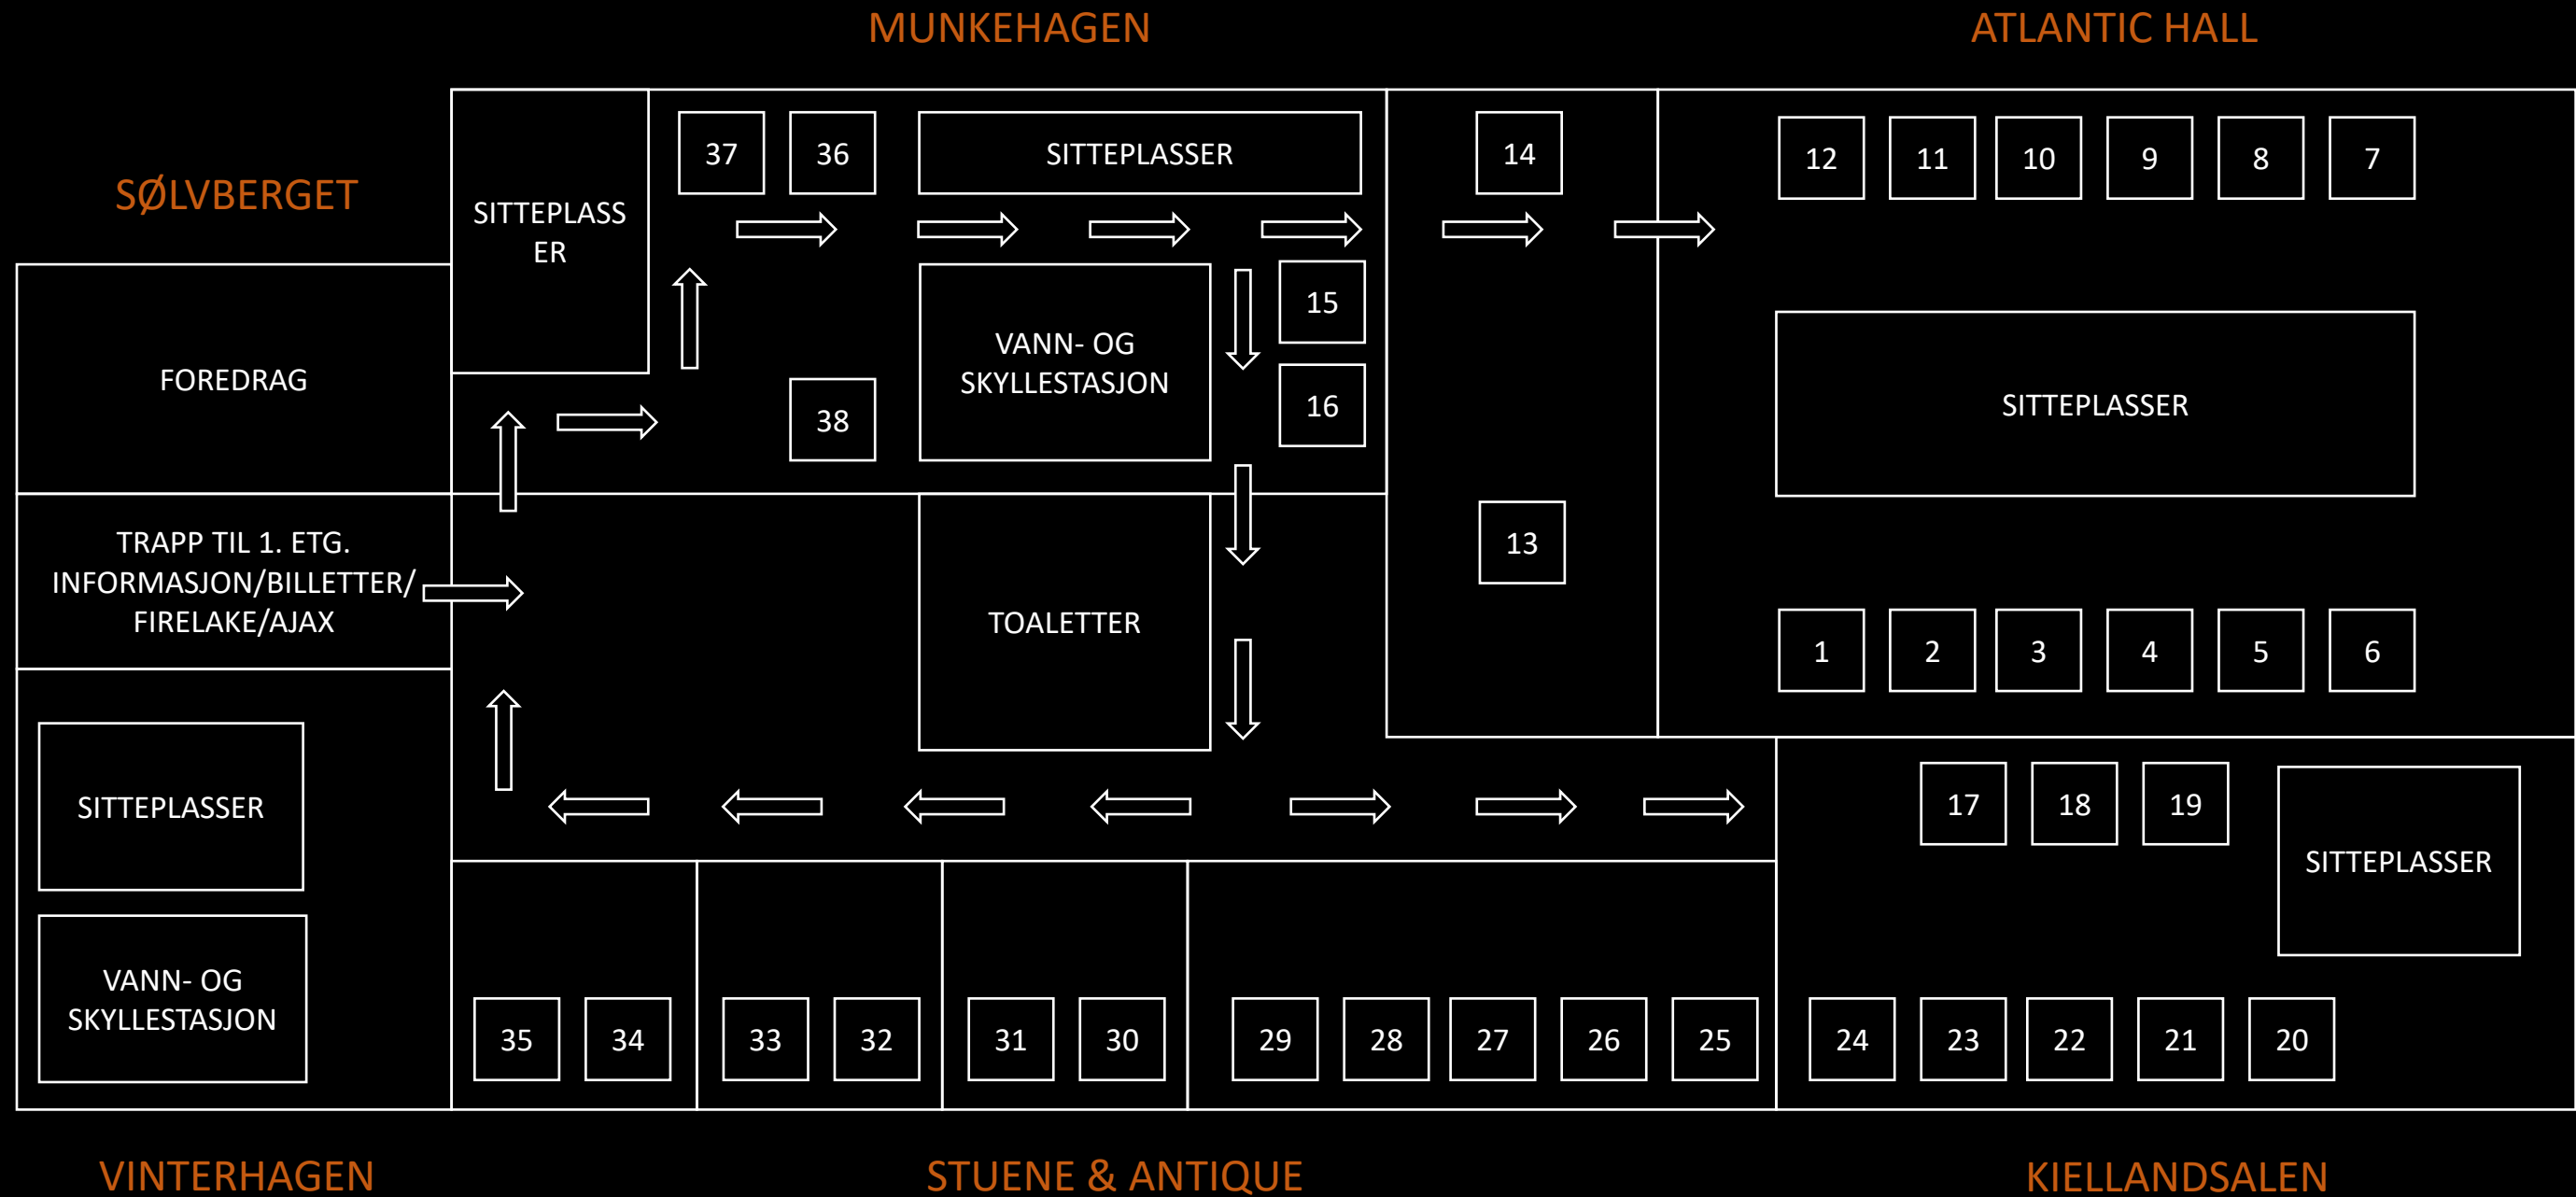 MUNKEHAGEN
ATLANTIC HALL
SØLVBERGET
SITTEPLASS
ER
37
36
SITTEPLASSER
14
12
11
10
9
8
7
FOREDRAG
38
VANN- OG
SKYLLESTASJON
15
16
SITTEPLASSER
TRAPP TIL 1. ETG.
INFORMASJON/BILLETTER/
FIRELAKE/AJAX
TOALETTER
13
1
2
3
4
5
6
SITTEPLASSER
17
18
19
SITTEPLASSER
VANN- OG
SKYLLESTASJON
35
34
33
32
31
30
29
28
27
26
25
24
23
22
21
20
VINTERHAGEN
STUENE & ANTIQUE
KIELLANDSALEN